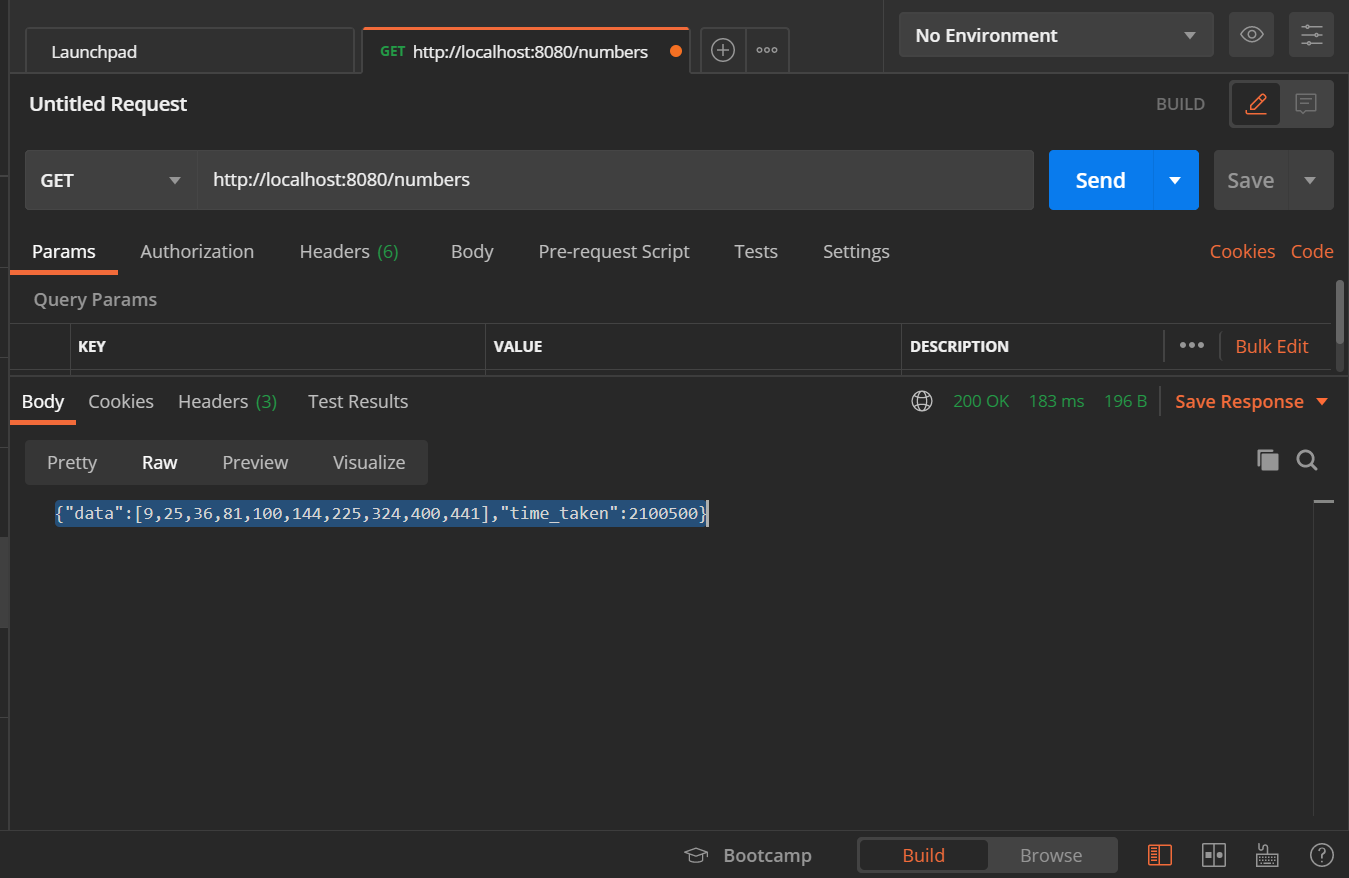 Launchpad
GET http://localhost:8080/numbers
No Environment
Untitled Request
BUILD
GET
http://localhost:8080/numbers
Send
Save
Params Authorization Headers (6) Body Pre-request Script Tests Settings Cookies Code
Query Params
KEY VALUE DESCRIPTION Bulk Edit
Body Cookies Headers (3) Test Results 200 OK 183 ms 196 B Save Response
Pretty Raw Preview Visualize
{"data":[9,25,36,81,100,144,225,324,400,441],"time_taken":2100500}
Bootcamp Build Browse